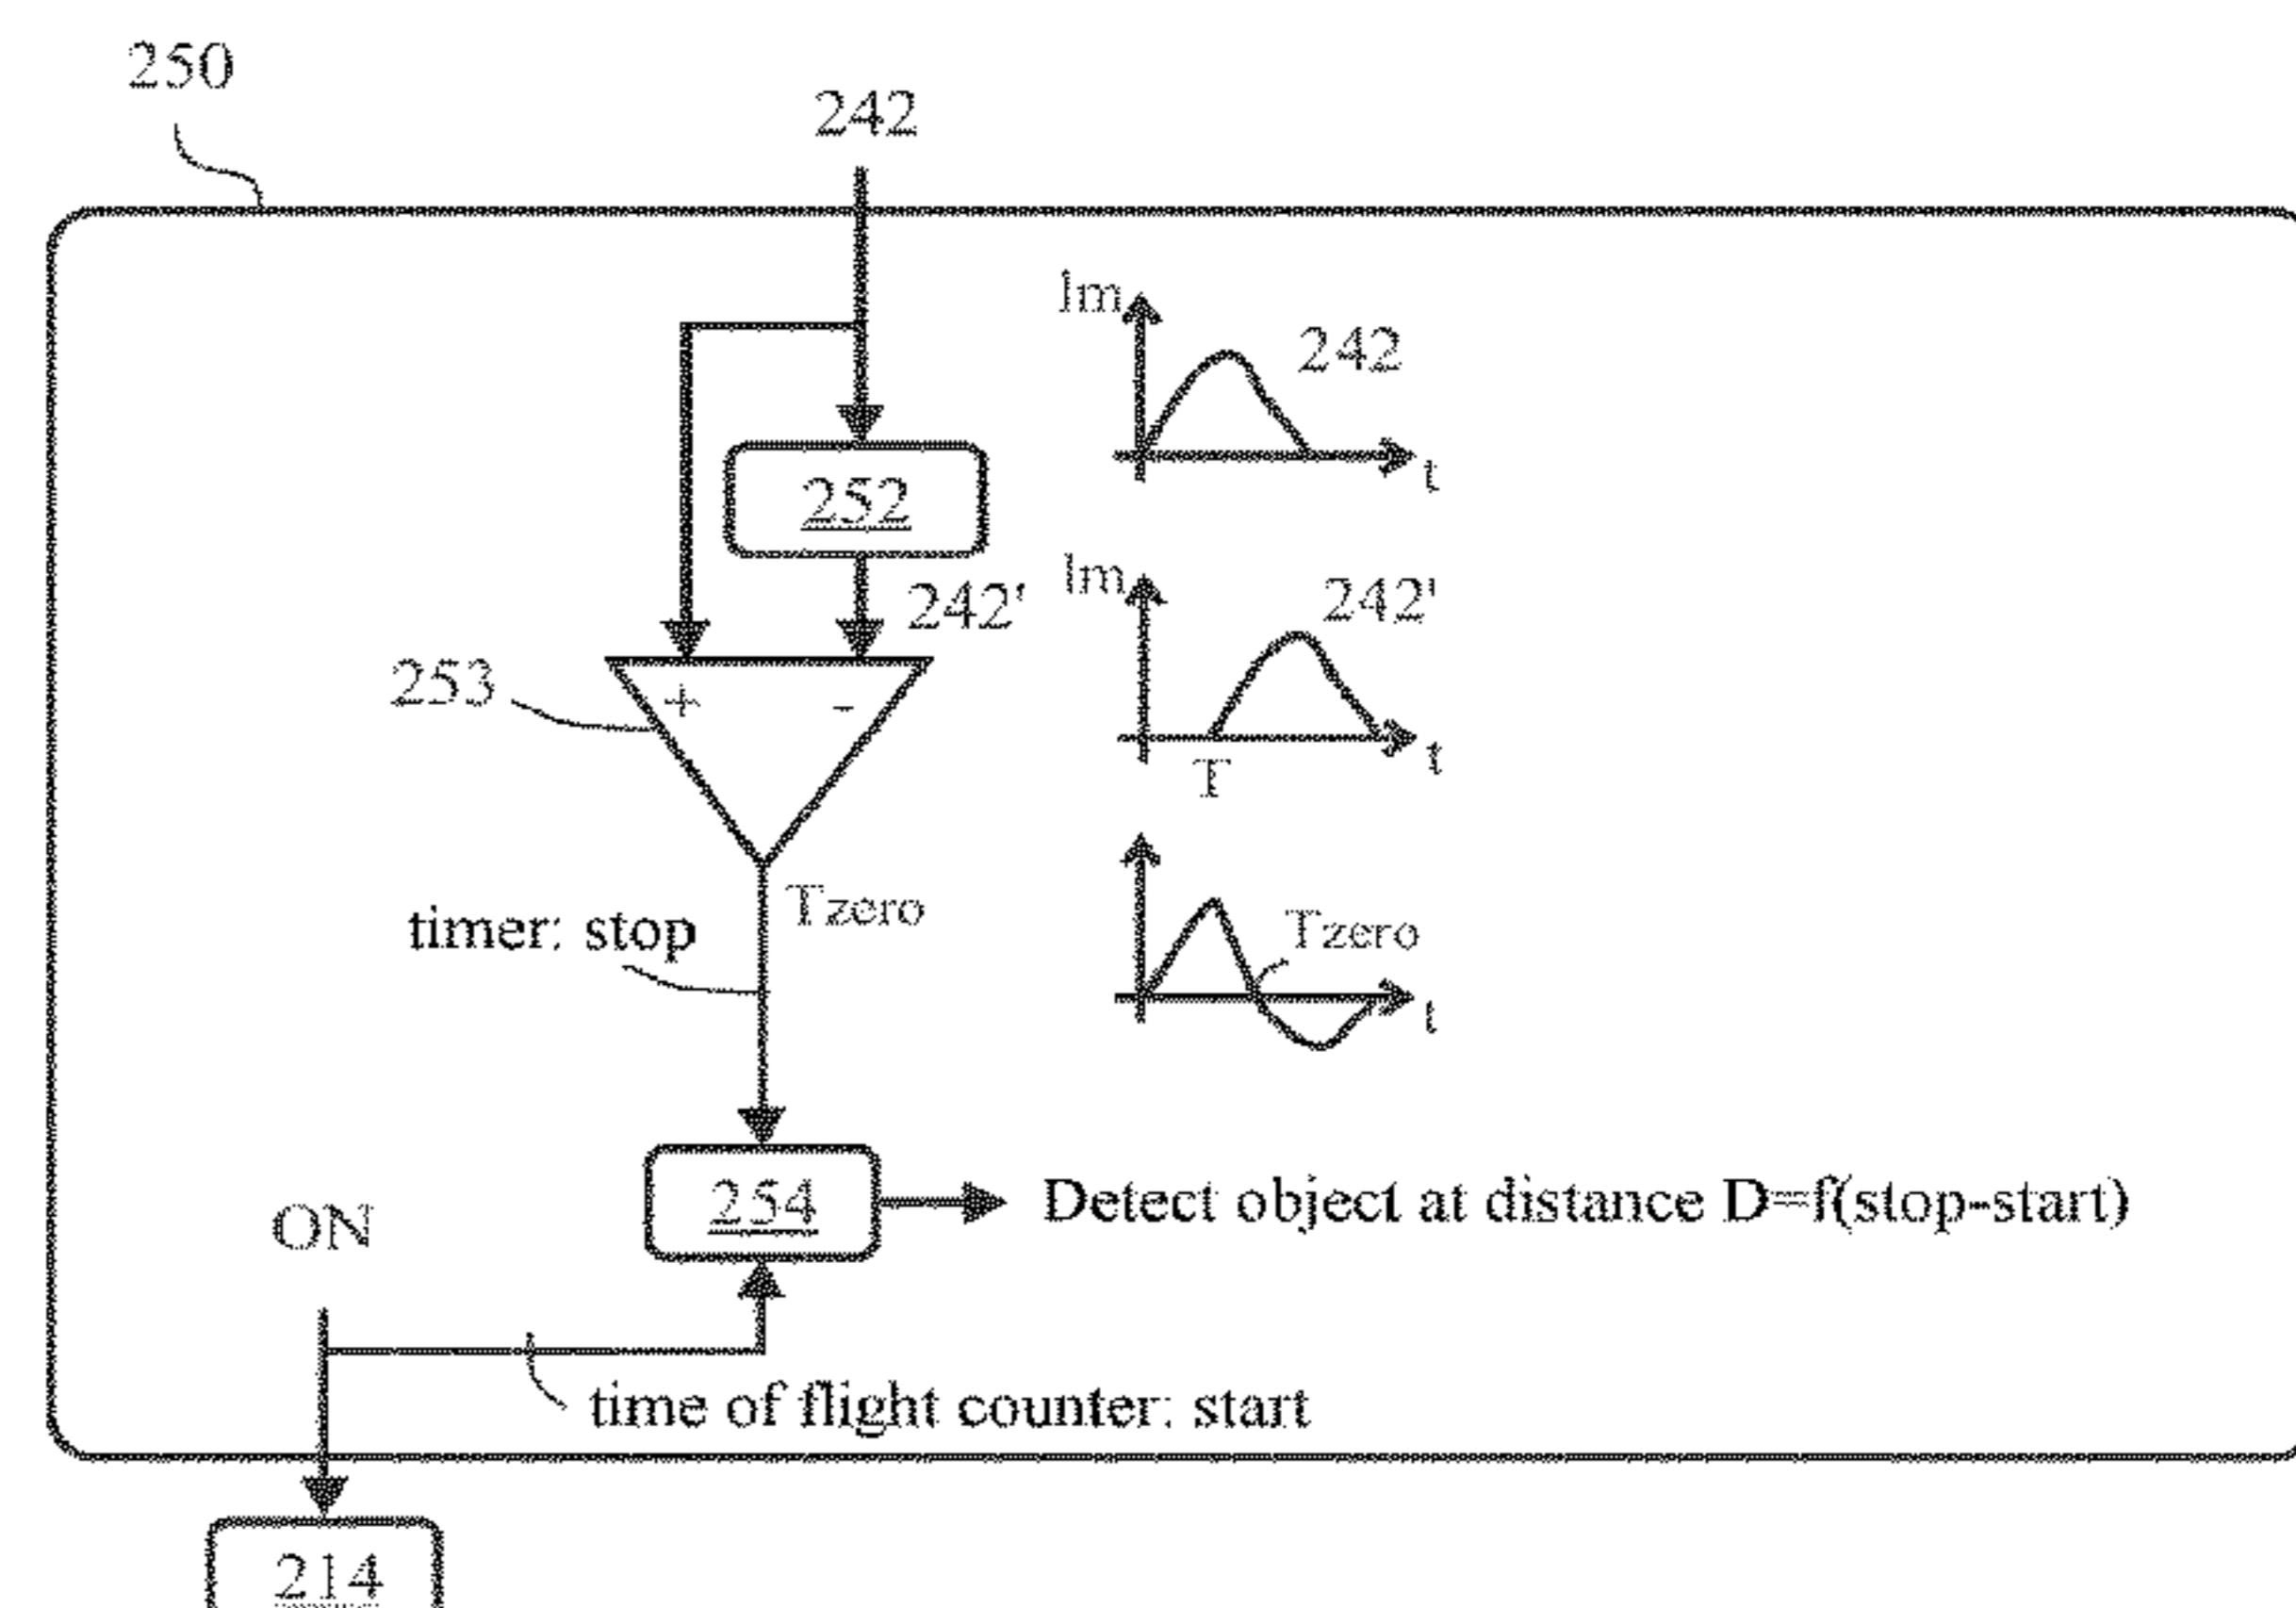 250
242
Im
242
t
252
Im
242'
242'
253
+
-
t
T
Tzero
timer: stop
Tzero
t
254
Detect object at distance D=f(stop-start)
ON
time of flight counter: start
214